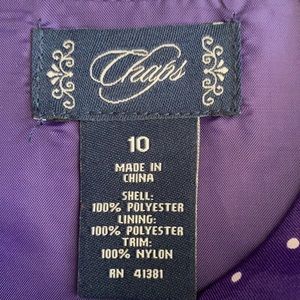 Chaps
10
MADE IN
CHINA
SHELL:
100% POLYESTER
LINING:
100% POLYESTER
TRIM:
100% NYLON
RN 41381